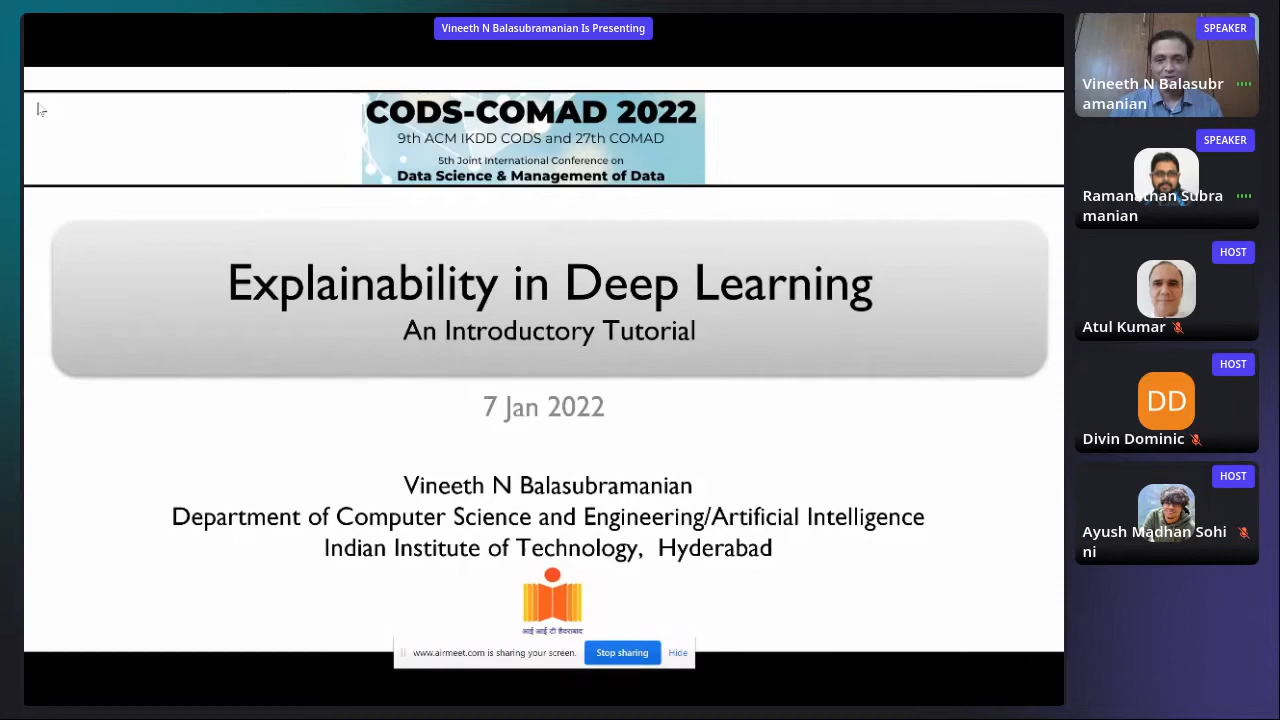 Vineeth N Balasubramanian Is Presenting
CODS-COMAD 2022
9th ACM IKDD CODS and 27th COMAD
5th Joint International Conference on
Data Science & Management of Data
Explainability in Deep Learning
An Introductory Tutorial
7 Jan 2022
Vineeth N Balasubramanian
Department of Computer Science and Engineering/Artificial Intelligence
Indian Institute of Technology, Hyderabad
आई आई टी हैदराबाद
www.airmeet.com is sharing your screen.
Stop sharing
Hide
SPEAKER
Vineeth N Balasubr
amanian
SPEAKER
Ramanathan Subra
manian
HOST
Atul Kumar
HOST
DD
Divin Dominic
HOST
Ayush Madhan Sohi
ni